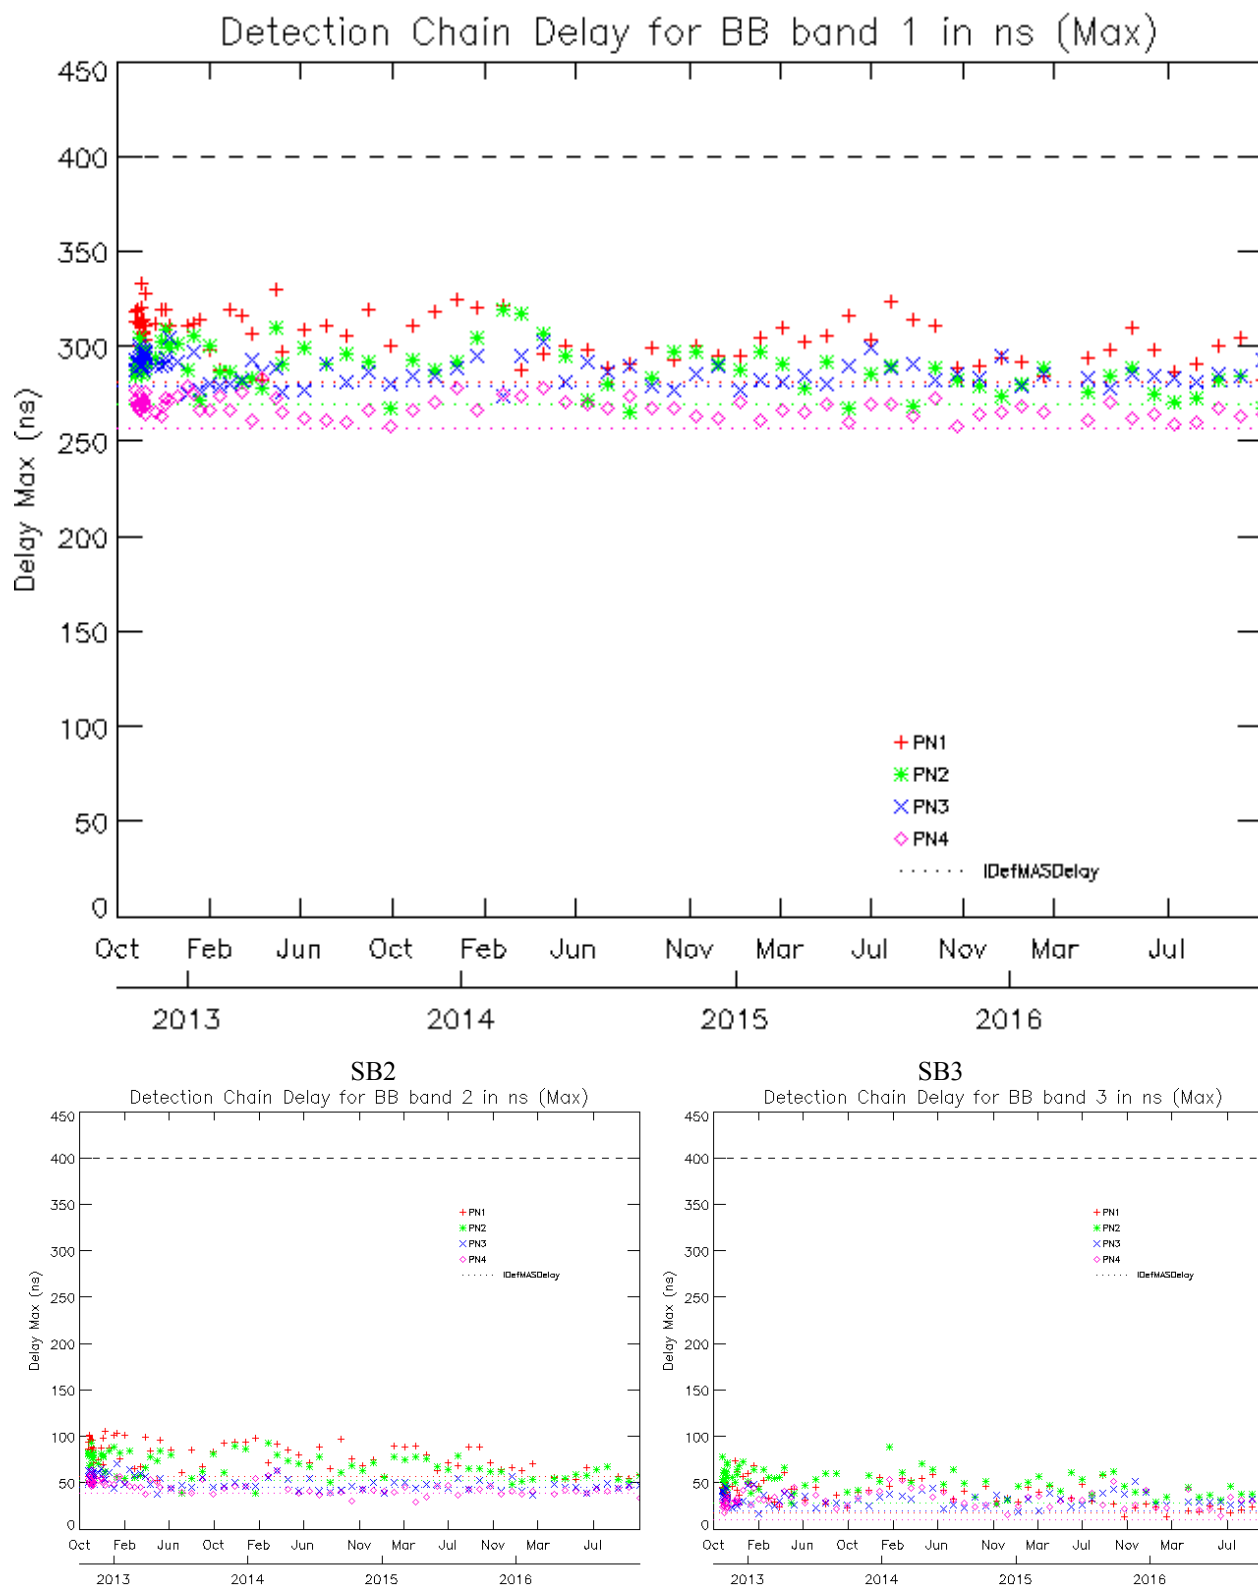 Detection Chain Delay for BB band 1 in ns (Max)
450
400
350
300
250
200
150
100
50
0
Delay Max (ns)
PN1
PN2
PN3
PN4
IDefMASDelay
Oct Feb Jun Oct Feb Jun Nov Mar Jul Nov Mar Jul
2013 2014 2015 2016
SB2 SB3
Detection Chain Delay for BB band 2 in ns (Max)
450
400
350
300
250
200
150
100
50
0
Delay Max (ns)
PN1
PN2
PN3
PN4
IDefMASDelay
Oct Feb Jun Oct Feb Jun Nov Mar Jul Nov Mar Jul
2013 2014 2015 2016
Detection Chain Delay for BB band 3 in ns (Max)
450
400
350
300
250
200
150
100
50
0
Delay Max (ns)
PN1
PN2
PN3
PN4
IDefMASDelay
Oct Feb Jun Oct Feb Jun Nov Mar Jul Nov Mar Jul
2013 2014 2015 2016